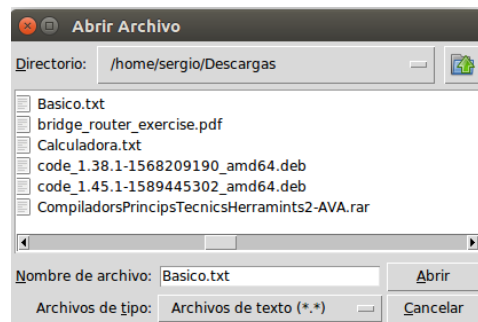 Abrir Archivo
Directorio: /home/sergio/Descargas
Basico.txt
bridge_router_exercise.pdf
Calculadora.txt
code_1.38.1-1568209190_amd64.deb
code_1.45.1-1589445302_amd64.deb
CompiladorsPrincipsTecnicsHerramints2-AVA.rar
Nombre de archivo: Basico.txt Abrir
Archivos de tipo: Archivos de texto (*.*) Cancelar